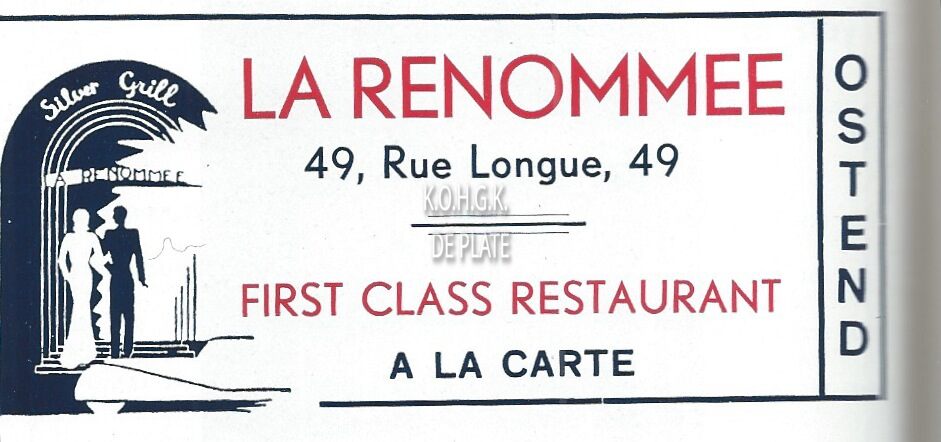 Silver Grill
LA RENOMMEE
LA RENOMMEE
49, Rue Longue, 49
K.O.H.G.K.
DE PLATE
FIRST CLASS RESTAURANT
A LA CARTE
OSTEND